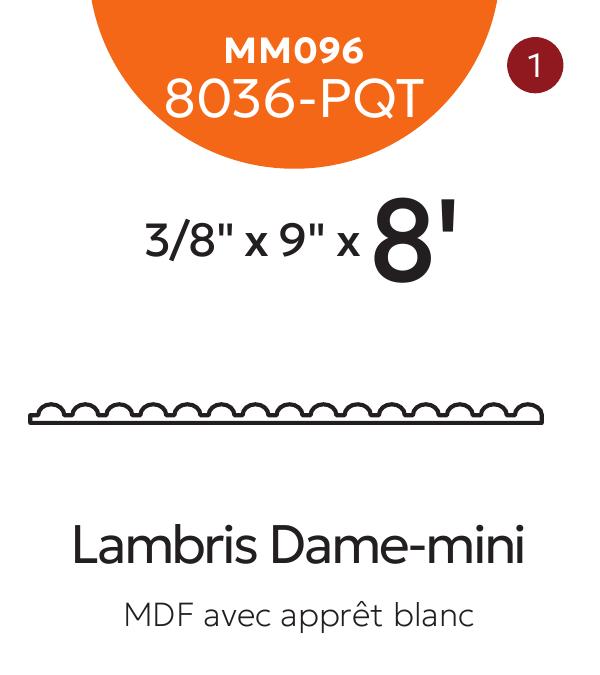 MM096
8036-PQT
1
3/8" x 9" x 8'
Lambris Dame-mini
MDF avec apprêt blanc